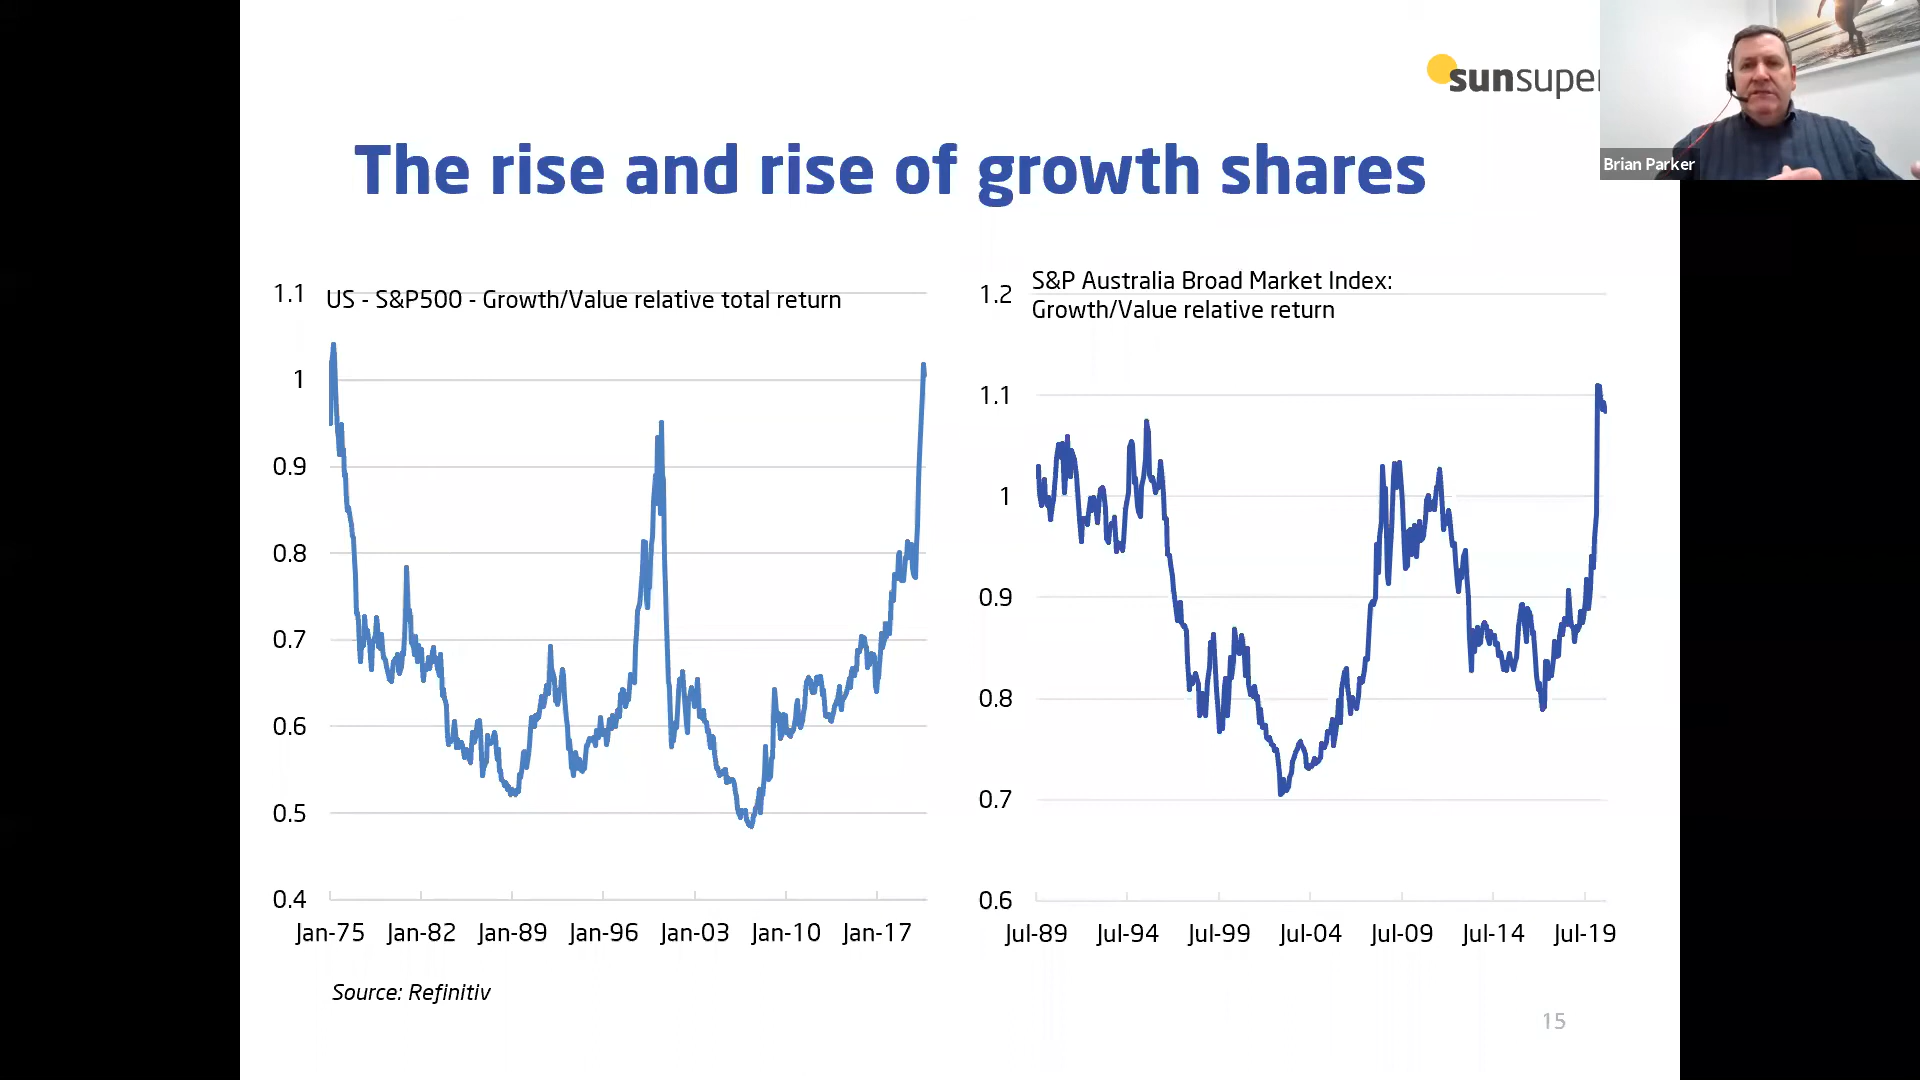 sunsuper
Brian Parker
The rise and rise of growth shares
US - S&P500 - Growth/Value relative total return
1.1
1
0.9
0.8
0.7
0.6
0.5
0.4
Jan-75 Jan-82 Jan-89 Jan-96 Jan-03 Jan-10 Jan-17
S&P Australia Broad Market Index:
Growth/Value relative return
1.2
1.1
1
0.9
0.8
0.7
0.6
Jul-89 Jul-94 Jul-99 Jul-04 Jul-09 Jul-14 Jul-19
Source: Refinitiv
15